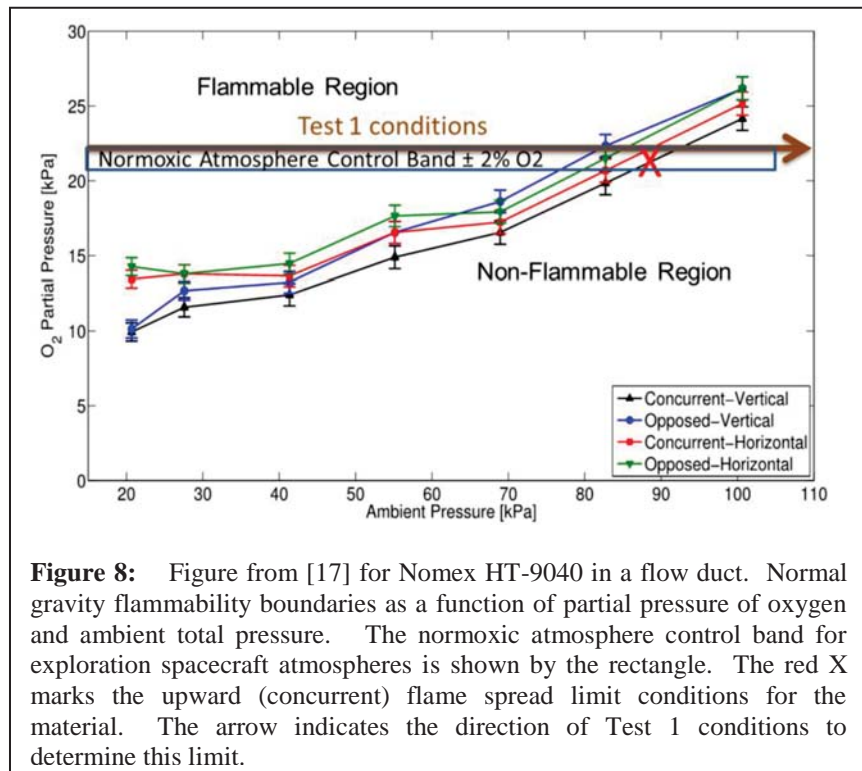 30
25
20
15
10
5
0
O2 Partial Pressure [kPa]
Flammable Region
Test 1 conditions
Normoxic Atmosphere Control Band ± 2% O2
X
Non-Flammable Region
Concurrent-Vertical
Opposed-Vertical
Concurrent-Horizontal
Opposed-Horizontal
20 30 40 50 60 70 80 90 100 110
Ambient Pressure [kPa]
Figure 8: Figure from [17] for Nomex HT-9040 in a flow duct. Normal
gravity flammability boundaries as a function of partial pressure of oxygen
and ambient total pressure. The normoxic atmosphere control band for
exploration spacecraft atmospheres is shown by the rectangle. The red X
marks the upward (concurrent) flame spread limit conditions for the
material. The arrow indicates the direction of Test 1 conditions to
determine this limit.